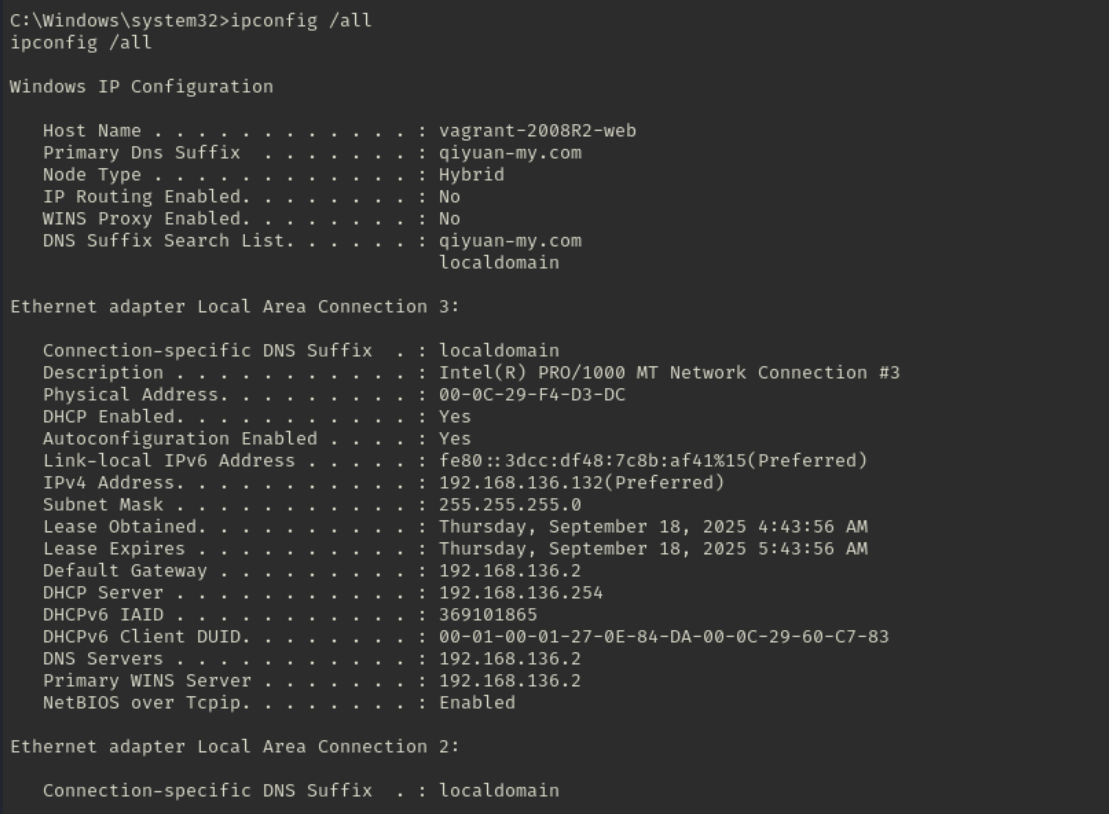 C:\Windows\system32>ipconfig /all
ipconfig /all
Windows IP Configuration
Host Name . . . . . . . . . . . . : vagrant-2008R2-web
Primary Dns Suffix  . . . . . . . : qiyuan-my.com
Node Type . . . . . . . . . . . . : Hybrid
IP Routing Enabled. . . . . . . . : No
WINS Proxy Enabled. . . . . . . . : No
DNS Suffix Search List. . . . . . : qiyuan-my.com
localdomain
Ethernet adapter Local Area Connection 3:
Connection-specific DNS Suffix  . : localdomain
Description . . . . . . . . . . . : Intel(R) PRO/1000 MT Network Connection #3
Physical Address. . . . . . . . . : 00-0C-29-F4-D3-DC
DHCP Enabled. . . . . . . . . . . : Yes
Autoconfiguration Enabled . . . . : Yes
Link-local IPv6 Address . . . . . : fe80::3dcc:df48:7c8b:af41%15(Preferred)
IPv4 Address. . . . . . . . . . . : 192.168.136.132(Preferred)
Subnet Mask . . . . . . . . . . . : 255.255.255.0
Lease Obtained. . . . . . . . . . : Thursday, September 18, 2025 4:43:56 AM
Lease Expires . . . . . . . . . . : Thursday, September 18, 2025 5:43:56 AM
Default Gateway . . . . . . . . . : 192.168.136.2
DHCP Server . . . . . . . . . . . : 192.168.136.254
DHCPv6 IAID . . . . . . . . . . . : 369101865
DHCPv6 Client DUID. . . . . . . . : 00-01-00-01-27-0E-84-DA-00-0C-29-60-C7-83
DNS Servers . . . . . . . . . . . : 192.168.136.2
Primary WINS Server . . . . . . . : 192.168.136.2
NetBIOS over Tcpip. . . . . . . . : Enabled
Ethernet adapter Local Area Connection 2:
Connection-specific DNS Suffix  . : localdomain